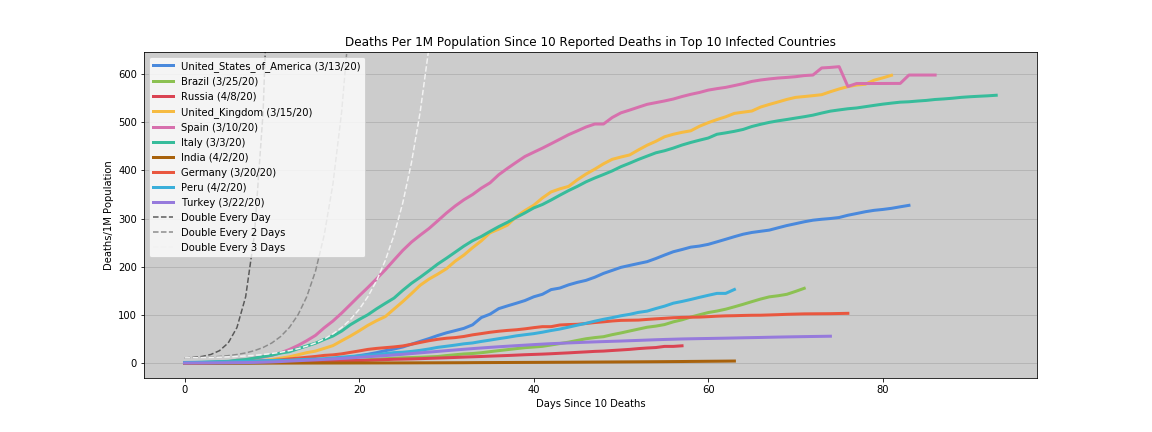 Deaths Per 1M Population Since 10 Reported Deaths in Top 10 Infected Countries
United_States_of_America (3/13/20)
Brazil (3/25/20)
Russia (4/8/20)
United_Kingdom (3/15/20)
Spain (3/10/20)
Italy (3/3/20)
India (4/2/20)
Germany (3/20/20)
Peru (4/2/20)
Turkey (3/22/20)
Double Every Day
Double Every 2 Days
Double Every 3 Days
Deaths/1M Population
600
500
400
300
200
100
0
0 20 40 60 80
Days Since 10 Deaths